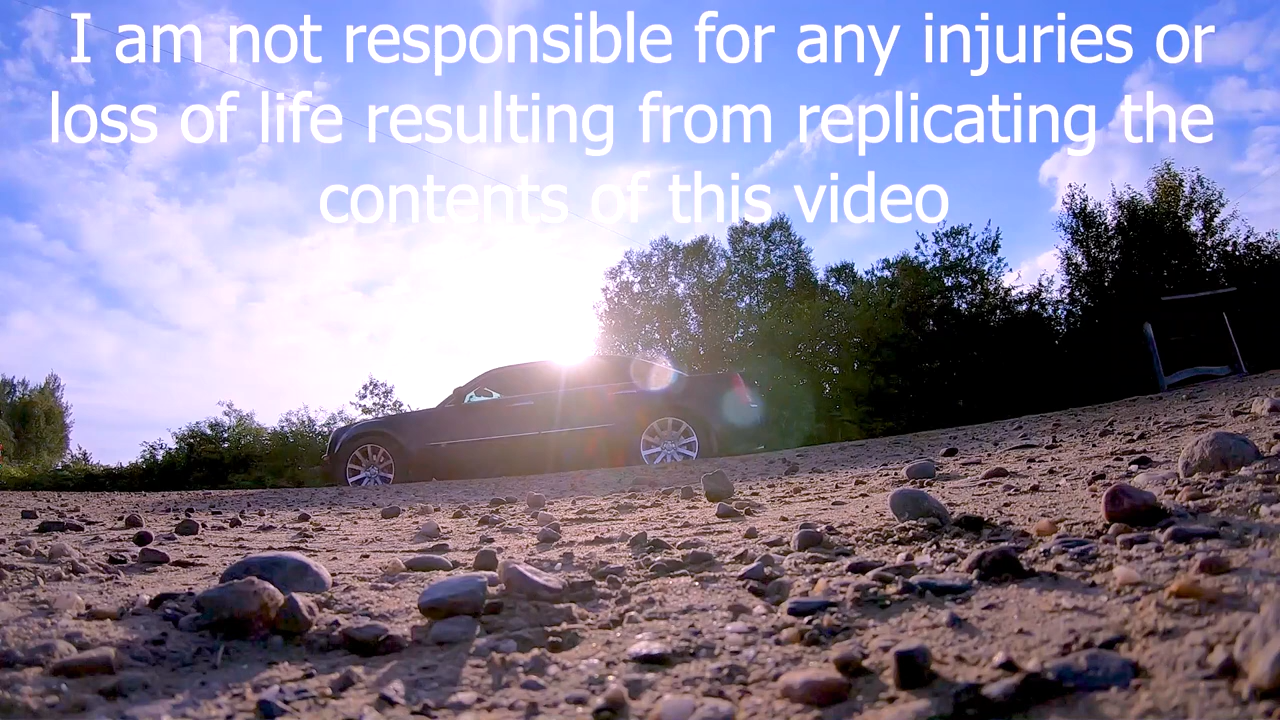 I am not responsible for any injuries or
loss of life resulting from replicating the
contents of this video